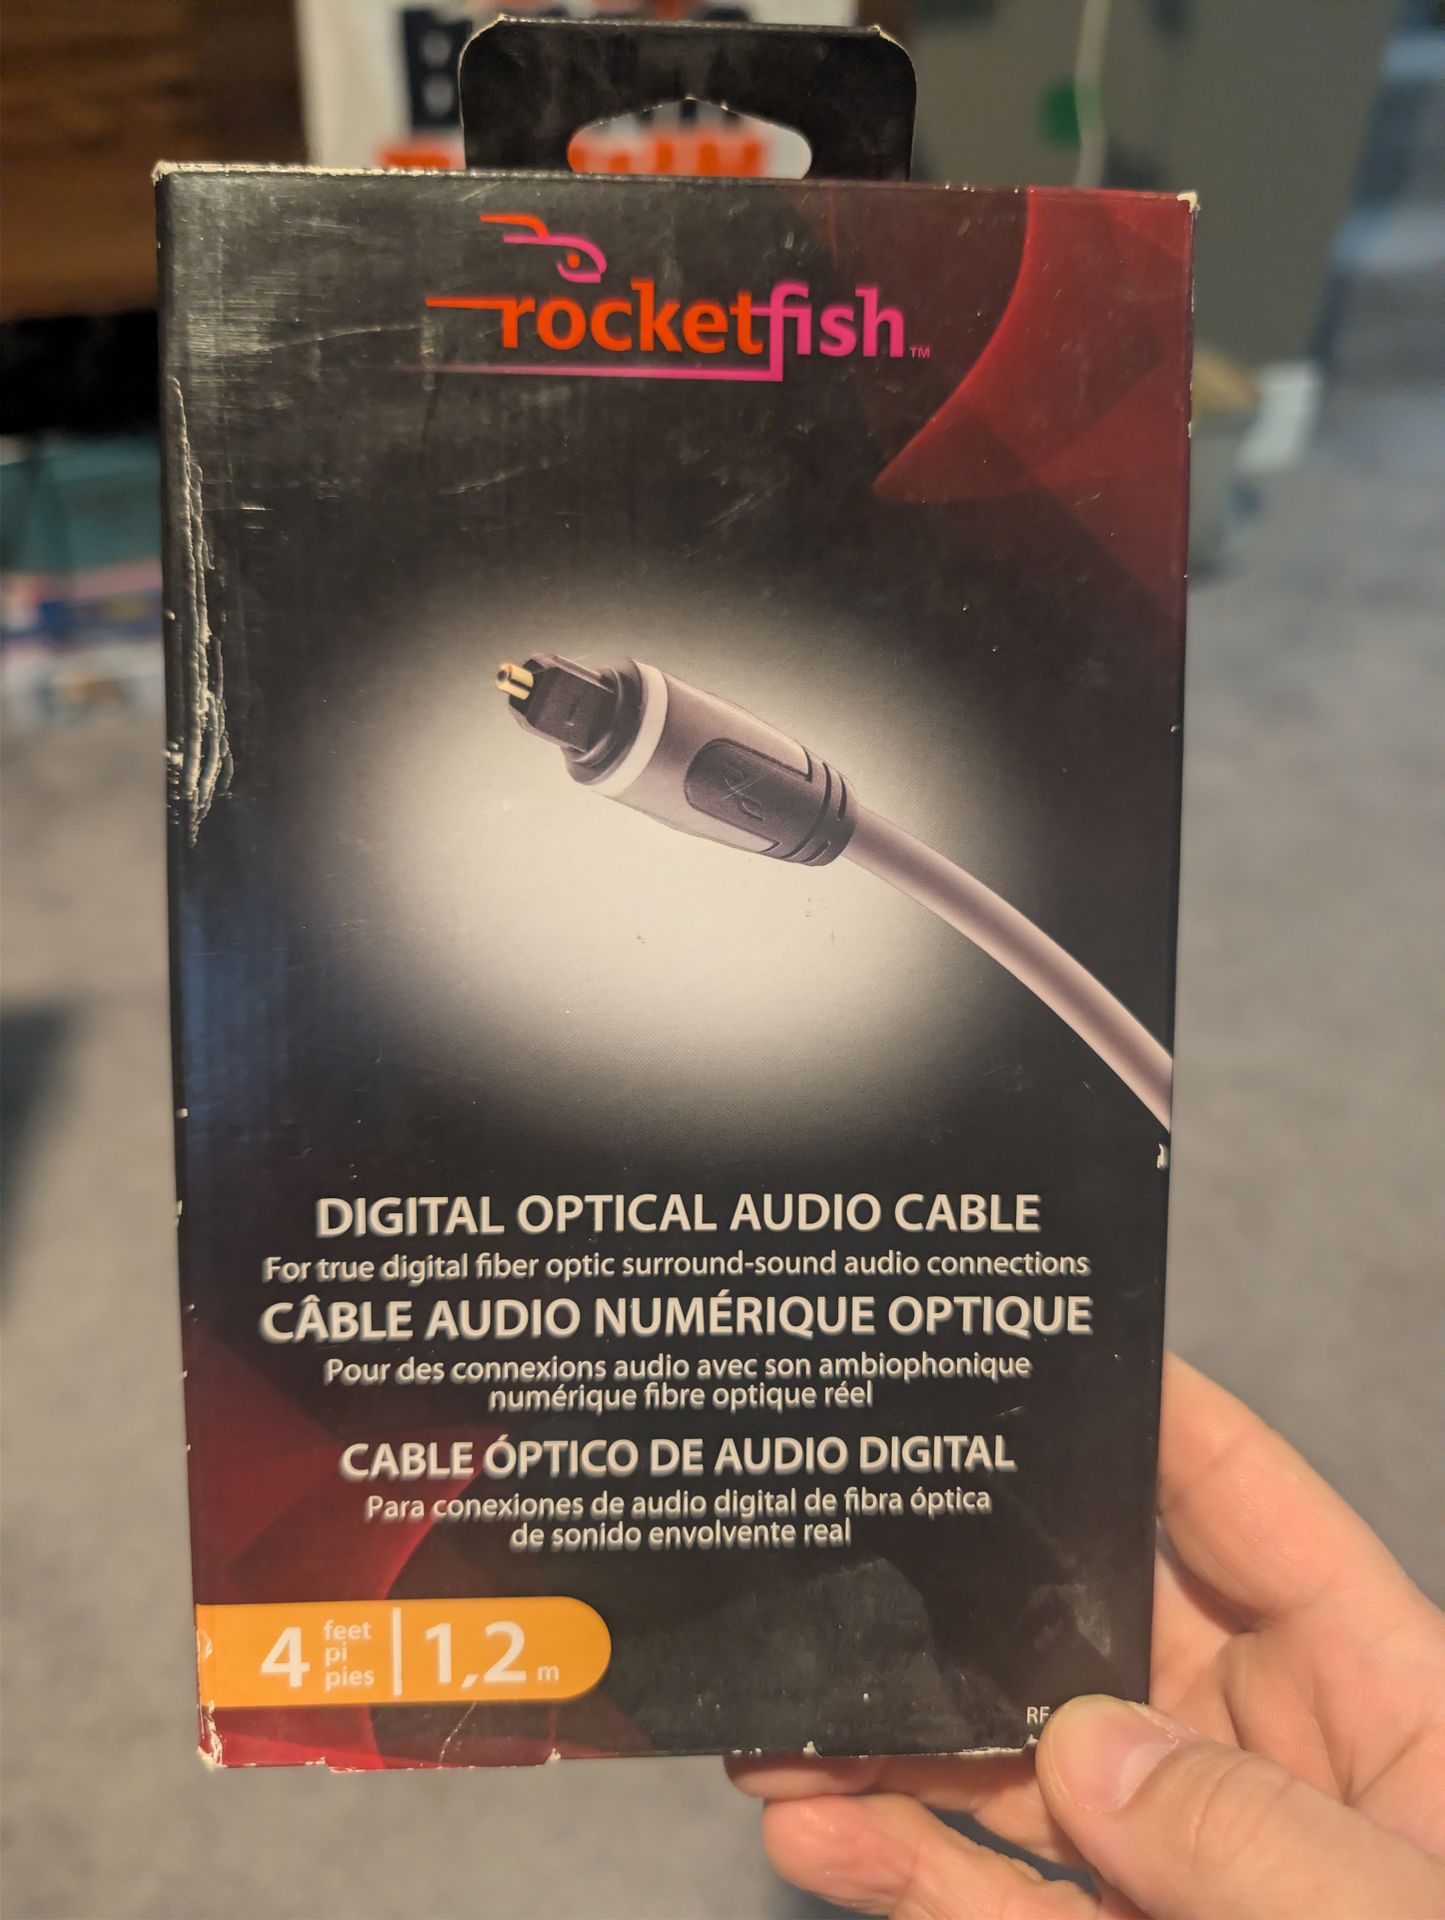 rocketfish™
DIGITAL OPTICAL AUDIO CABLE
For true digital fiber optic surround-sound audio connections
CÂBLE AUDIO NUMÉRIQUE OPTIQUE
Pour des connexions audio avec son ambiophonique
numérique fibre optique réel
CABLE ÓPTICO DE AUDIO DIGITAL
Para conexiones de audio digital de fibra óptica
de sonido envolvente real
4 feet pi pies | 1,2 m
RF